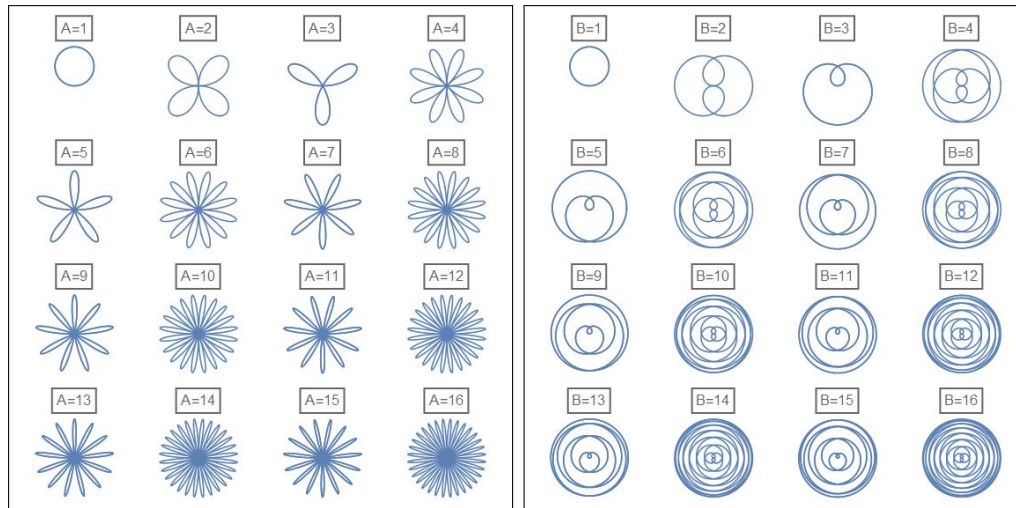 A=1 A=2 A=3 A=4
A=5 A=6 A=7 A=8
A=9 A=10 A=11 A=12
A=13 A=14 A=15 A=16
B=1 B=2 B=3 B=4
B=5 B=6 B=7 B=8
B=9 B=10 B=11 B=12
B=13 B=14 B=15 B=16